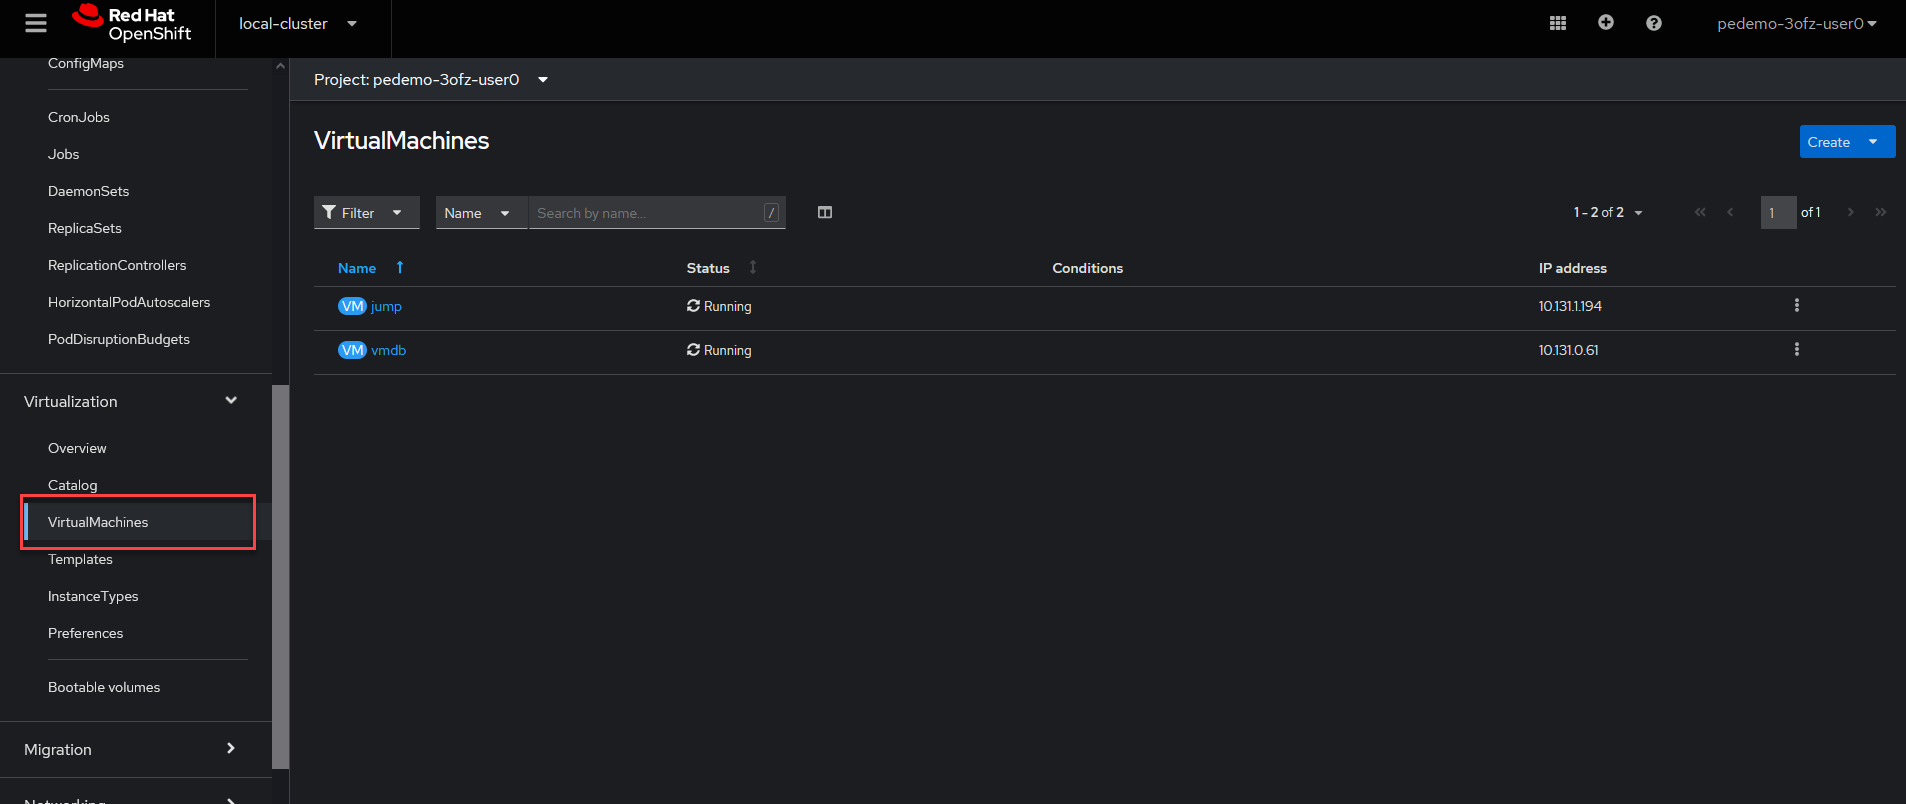 Red Hat
OpenShift
local-cluster
pedemo-3ofz-user0
ConfigMaps
CronJobs
Jobs
DaemonSets
ReplicaSets
ReplicationControllers
HorizontalPodAutoscalers
PodDisruptionBudgets
Virtualization
Overview
Catalog
VirtualMachines
Templates
InstanceTypes
Preferences
Bootable volumes
Migration
Networking
Project: pedemo-3ofz-user0
VirtualMachines
Create
Filter
Name
Search by name...
/
1 - 2 of 2
1
of 1
Name Status Conditions IP address
VM jump Running 10.131.1.194
VM vmdb Running 10.131.0.61